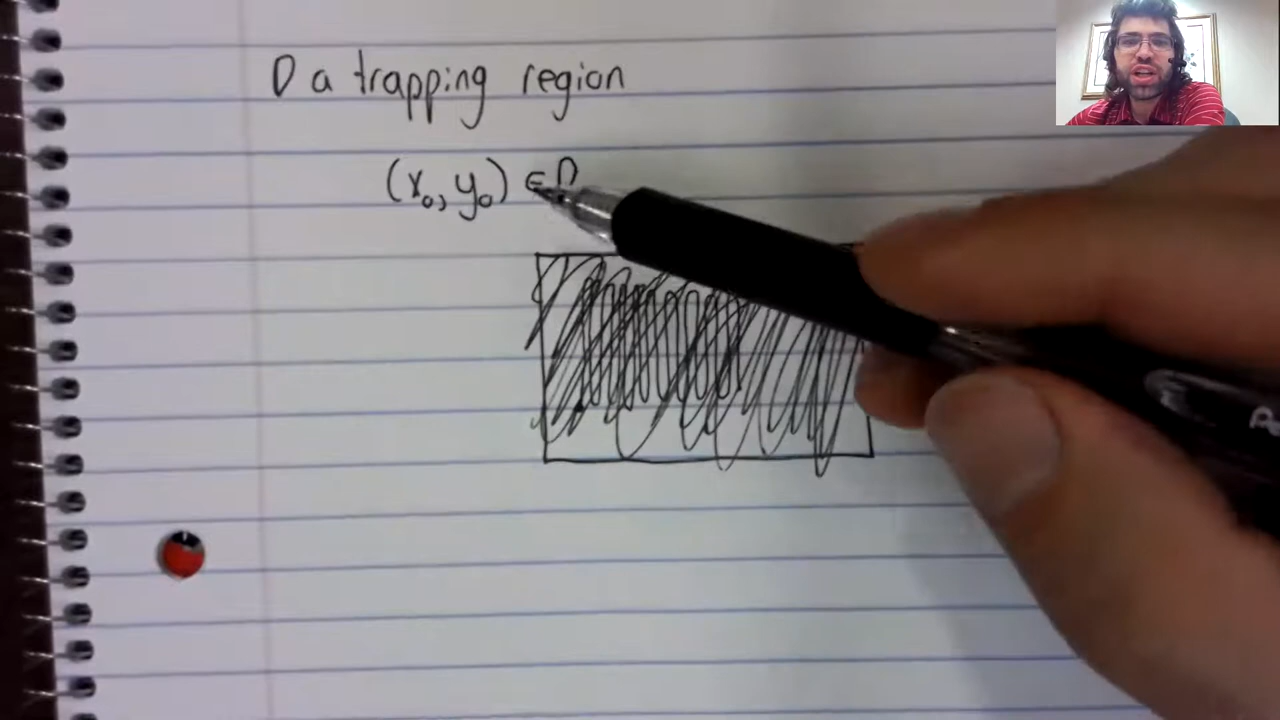 D a trapping region
(x₀, y₀) ∈ D